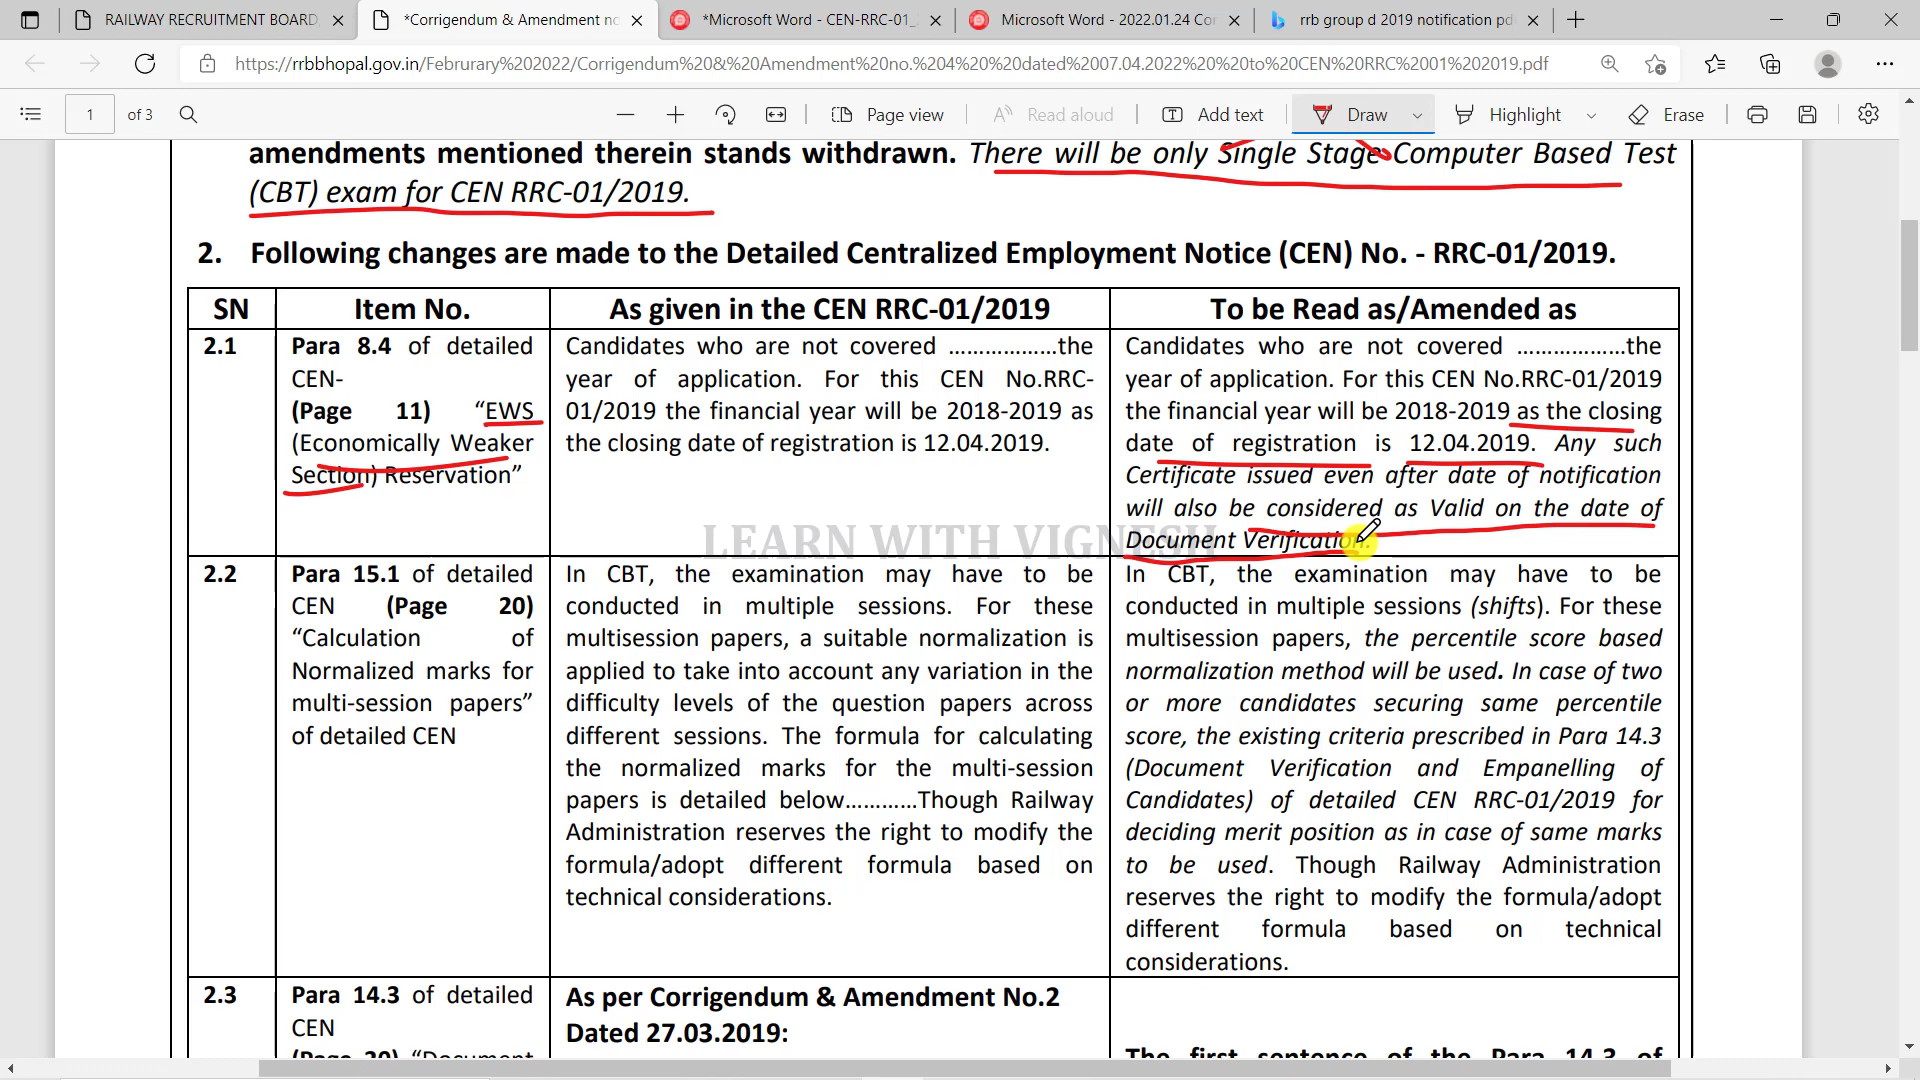 RAILWAY RECRUITMENT BOARD
*Corrigendum & Amendment no
*Microsoft Word - CEN-RRC-01_
Microsoft Word - 2022.01.24 Cor
rrb group d 2019 notification pdf
https://rrbbhopal.gov.in/Februrary%202022/Corrigendum%20&%20Amendment%20no.%204%20%20dated%2007.04.2022%20%20to%20CEN%20RRC%2001%202019.pdf
1 of 3
Page view
Read aloud
Add text
Draw
Highlight
Erase
amendments mentioned therein stands withdrawn. There will be only Single Stage Computer Based Test
(CBT) exam for CEN RRC-01/2019.
2. Following changes are made to the Detailed Centralized Employment Notice (CEN) No. - RRC-01/2019.
SN
Item No.
As given in the CEN RRC-01/2019
To be Read as/Amended as
2.1
Para 8.4 of detailed
CEN-
(Page 11) “EWS
(Economically Weaker
Section) Reservation”
Candidates who are not covered ………………the
year of application. For this CEN No.RRC-
01/2019 the financial year will be 2018-2019 as
the closing date of registration is 12.04.2019.
Candidates who are not covered ………………the
year of application. For this CEN No.RRC-01/2019
the financial year will be 2018-2019 as the closing
date of registration is 12.04.2019. Any such
Certificate issued even after date of notification
will also be considered as Valid on the date of
Document Verification.
LEARN WITH VIGNESH
2.2
Para 15.1 of detailed
CEN (Page 20)
“Calculation of
Normalized marks for
multi-session papers”
of detailed CEN
In CBT, the examination may have to be
conducted in multiple sessions. For these
multisession papers, a suitable normalization is
applied to take into account any variation in the
difficulty levels of the question papers across
different sessions. The formula for calculating
the normalized marks for the multi-session
papers is detailed below…………Though Railway
Administration reserves the right to modify the
formula/adopt different formula based on
technical considerations.
In CBT, the examination may have to be
conducted in multiple sessions (shifts). For these
multisession papers, the percentile score based
normalization method will be used. In case of two
or more candidates securing same percentile
score, the existing criteria prescribed in Para 14.3
(Document Verification and Empanelling of
Candidates) of detailed CEN RRC-01/2019 for
deciding merit position as in case of same marks
to be used. Though Railway Administration
reserves the right to modify the formula/adopt
different formula based on technical
considerations.
2.3
Para 14.3 of detailed
CEN
(Page 20) “Document
As per Corrigendum & Amendment No.2
Dated 27.03.2019:
The first sentence of the Para 14.3 of